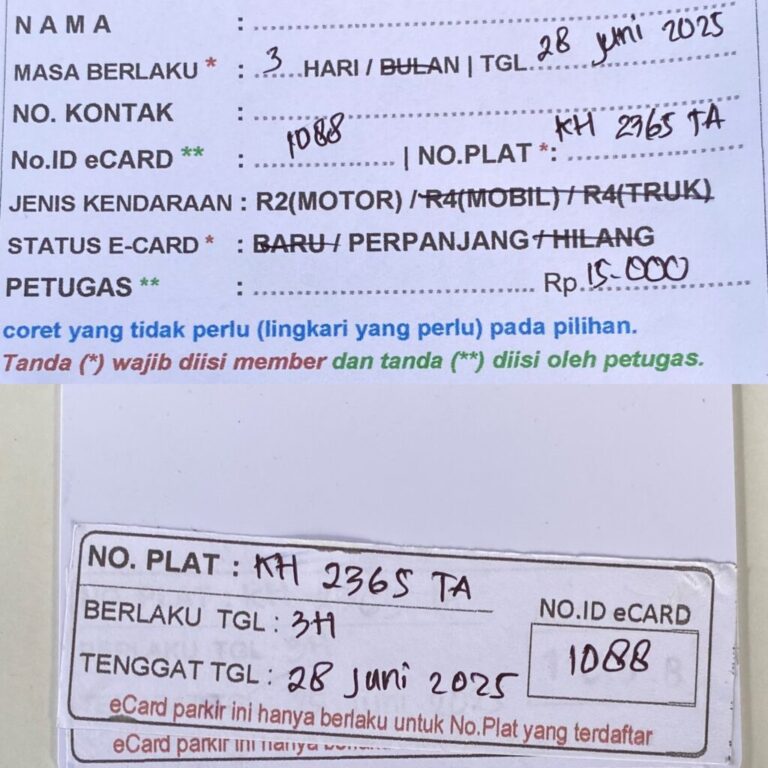 NAMA : 
MASA BERLAKU * : 3 HARI / BULAN | TGL 28 Juni 2025
NO. KONTAK : 
No.ID eCARD ** : 1088 | NO.PLAT *: KH 2365 TA
JENIS KENDARAAN : R2(MOTOR) / R4(MOBIL) / R4(TRUK)
STATUS E-CARD * : BARU / PERPANJANG / HILANG
PETUGAS ** : Rp. 15.000
coret yang tidak perlu (lingkari yang perlu) pada pilihan.
Tanda (*) wajib diisi member dan tanda (**) diisi oleh petugas.
NO. PLAT : KH 2365 TA
BERLAKU TGL : 3H
TENGGAT TGL : 28 Juni 2025
NO.ID eCARD
1088
eCard parkir ini hanya berlaku untuk No.Plat yang terdaftar
eCard parkir ini hanya